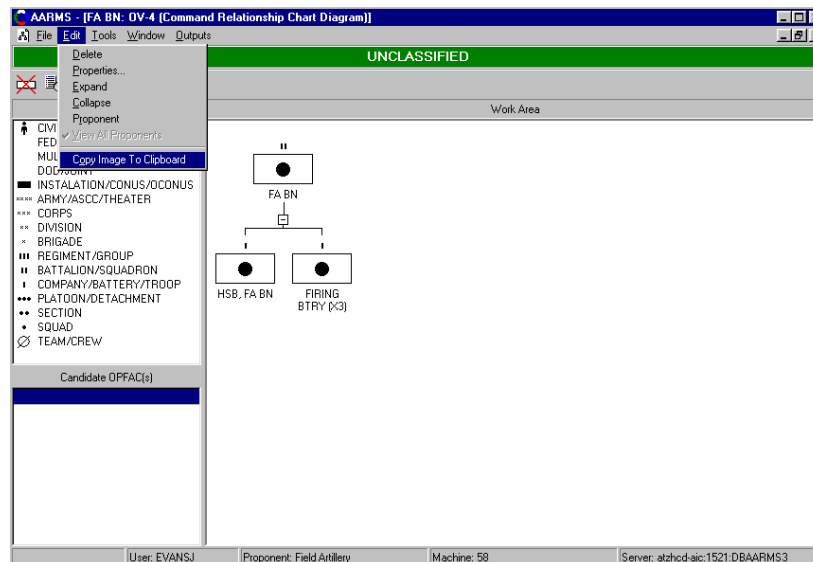 AARMS - [FA BN: OV-4 (Command Relationship Chart Diagram)]
File Edit Tools Window Outputs
UNCLASSIFIED
Delete
Properties...
Expand
Collapse
Proponent
View All Proponents
Copy Image To Clipboard
Work Area
CIVI
FED
MUL
DOD/JOINT
INSTALATION/CONUS/OCONUS
ARMY/ASCC/THEATER
CORPS
DIVISION
BRIGADE
REGIMENT/GROUP
BATTALION/SQUADRON
COMPANY/BATTERY/TROOP
PLATOON/DETACHMENT
SECTION
SQUAD
TEAM/CREW
FA BN
HSB, FA BN
FIRING
BTRY (X3)
Candidate OPFAC(s)
User: EVANSJ Proponent: Field Artillery Machine: 58 Server: atzhcd-aic:1521:DBAARMS3